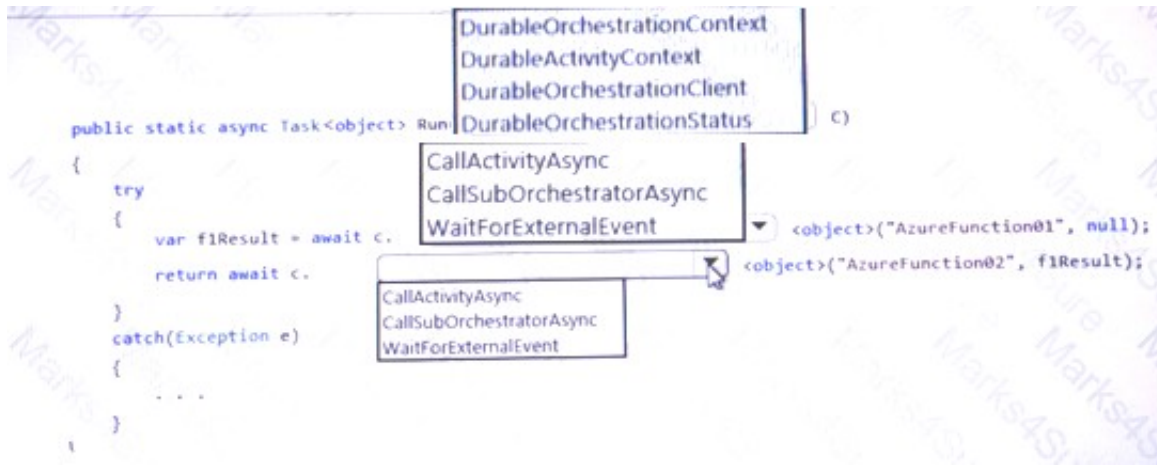 DurableOrchestrationContext
DurableActivityContext
DurableOrchestrationClient
public static async Task<object> Run DurableOrchestrationStatus ) C)
{
CallActivityAsync
try
CallSubOrchestratorAsync
{
WaitForExternalEvent
var f1Result = await c. <object>("AzureFunction01", null);
return await c. <object>("AzureFunction02", f1Result);
CallActivityAsync
}
CallSubOrchestratorAsync
catch(Exception e)
WaitForExternalEvent
{
. . .
}
Marks4Sure